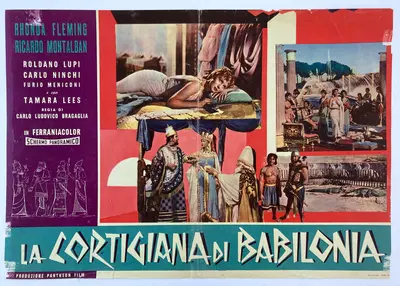 RHONDA FLEMING
RICARDO MONTALBAN
ROLDANO LUPI
CARLO NINCHI
FURIO MENICONI
E CON
TAMARA LEES
REGIA DI
CARLO LUDOVICO BRAGAGLIA
IN FERRANIACOLOR
SCHERMO PANORAMICO
LA CORTIGIANA DI BABILONIA
PRODUZIONE PANTHEON FILM